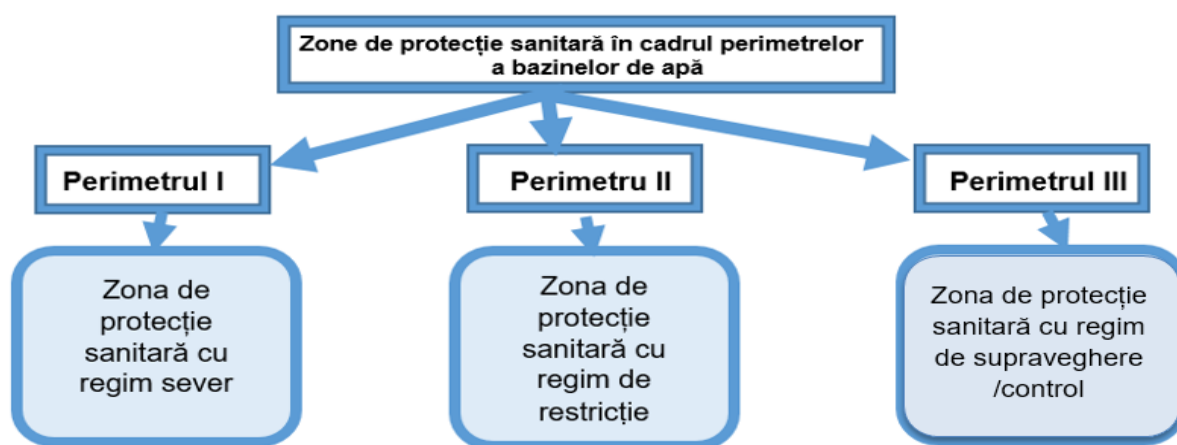 Zone de protecție sanitară în cadrul perimetrelor
a bazinelor de apă
Perimetrul I
Perimetru II
Perimetrul III
Zona de
protecție
sanitară cu
regim sever
Zona de
protecție
sanitară cu
regim de
restricție
Zona de protecție
sanitară cu regim
de supraveghere
/control